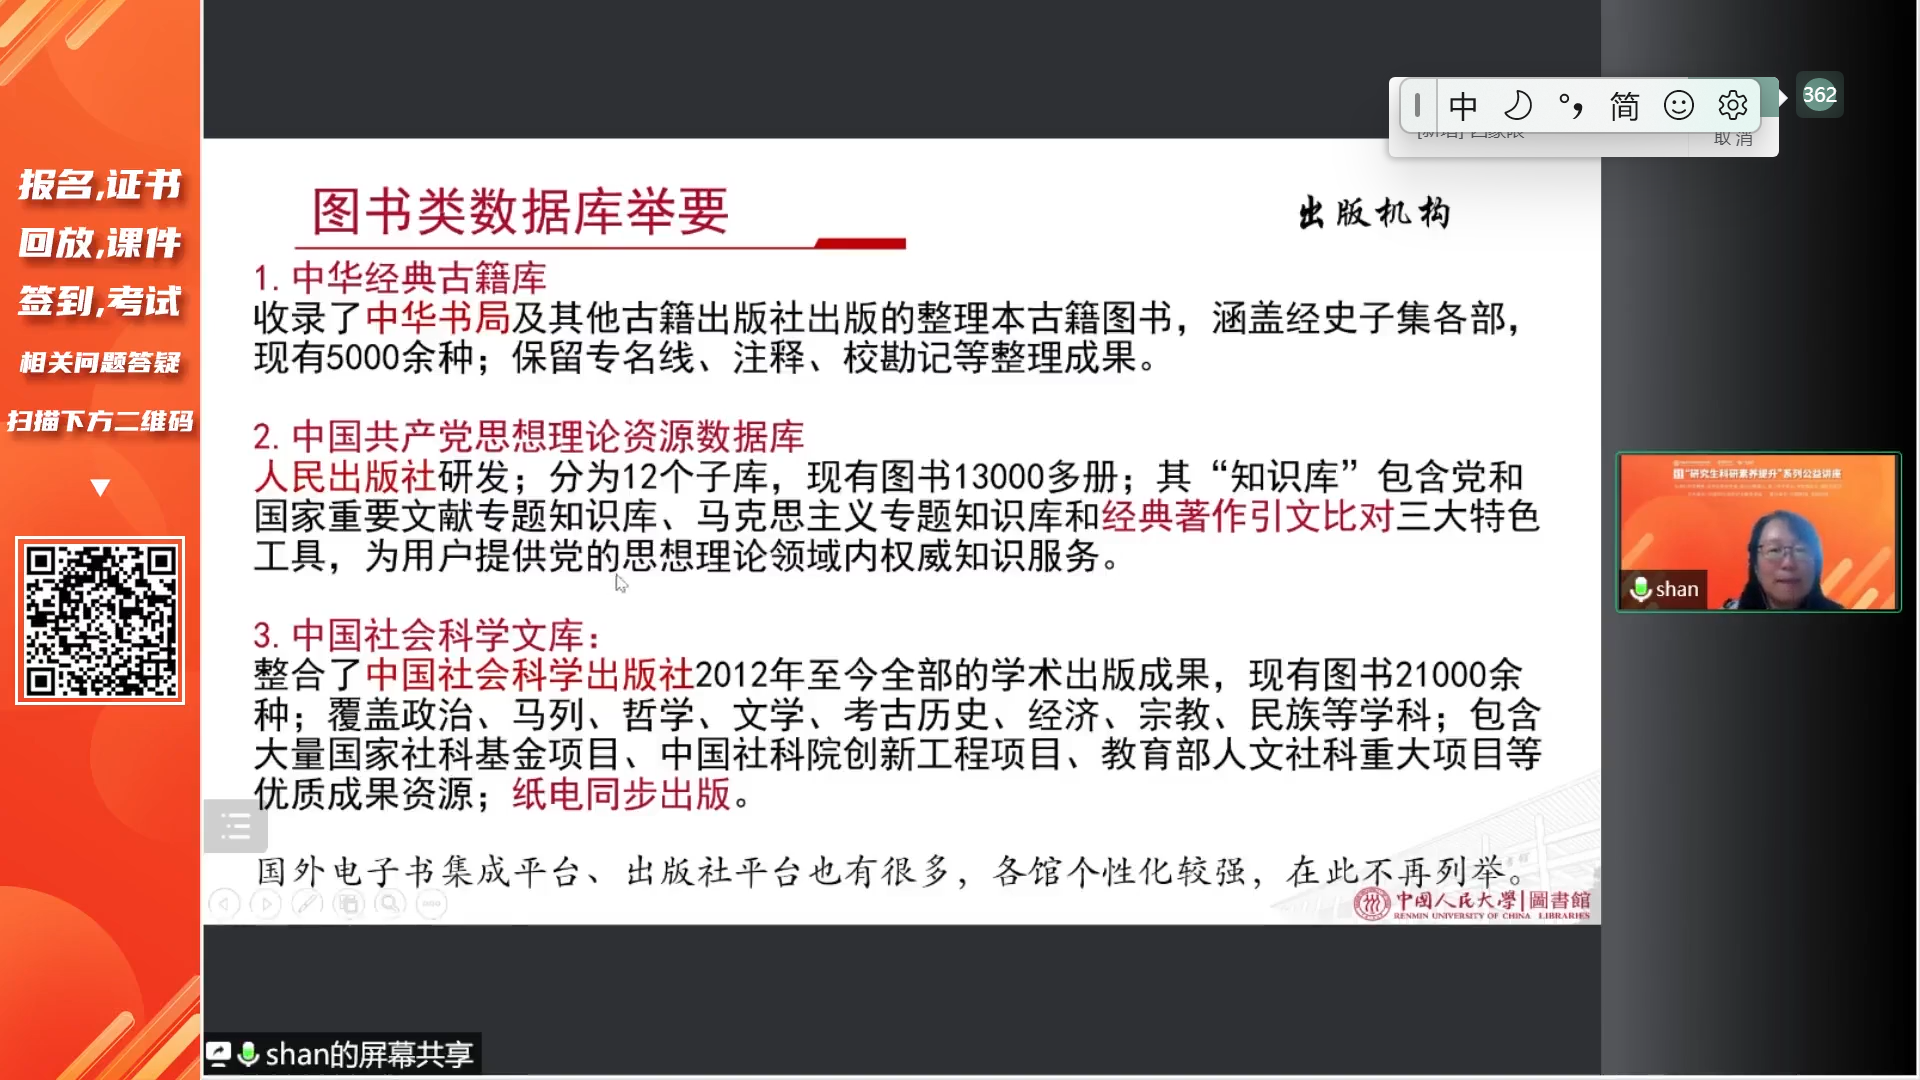 报名,证书
回放,课件
签到,考试
相关问题答疑
扫描下方二维码
中 简
取消
362
图书类数据库举要
出版机构
1. 中华经典古籍库
收录了中华书局及其他古籍出版社出版的整理本古籍图书，涵盖经史子集各部，
现有5000余种；保留专名线、注释、校勘记等整理成果。
2. 中国共产党思想理论资源数据库
人民出版社研发；分为12个子库，现有图书13000多册；其“知识库”包含党和
国家重要文献专题知识库、马克思主义专题知识库和经典著作引文比对三大特色
工具，为用户提供党的思想理论领域内权威知识服务。
3. 中国社会科学文库：
整合了中国社会科学出版社2012年至今全部的学术出版成果，现有图书21000余
种；覆盖政治、马列、哲学、文学、考古历史、经济、宗教、民族等学科；包含
大量国家社科基金项目、中国社科院创新工程项目、教育部人文社科重大项目等
优质成果资源；纸电同步出版。
国外电子书集成平台、出版社平台也有很多，各馆个性化较强，在此不再列举。
中国人民大学|圖書館
RENMIN UNIVERSITY OF CHINA LIBRARIES
“研究生科研素养提升”系列公益讲座
shan
shan的屏幕共享